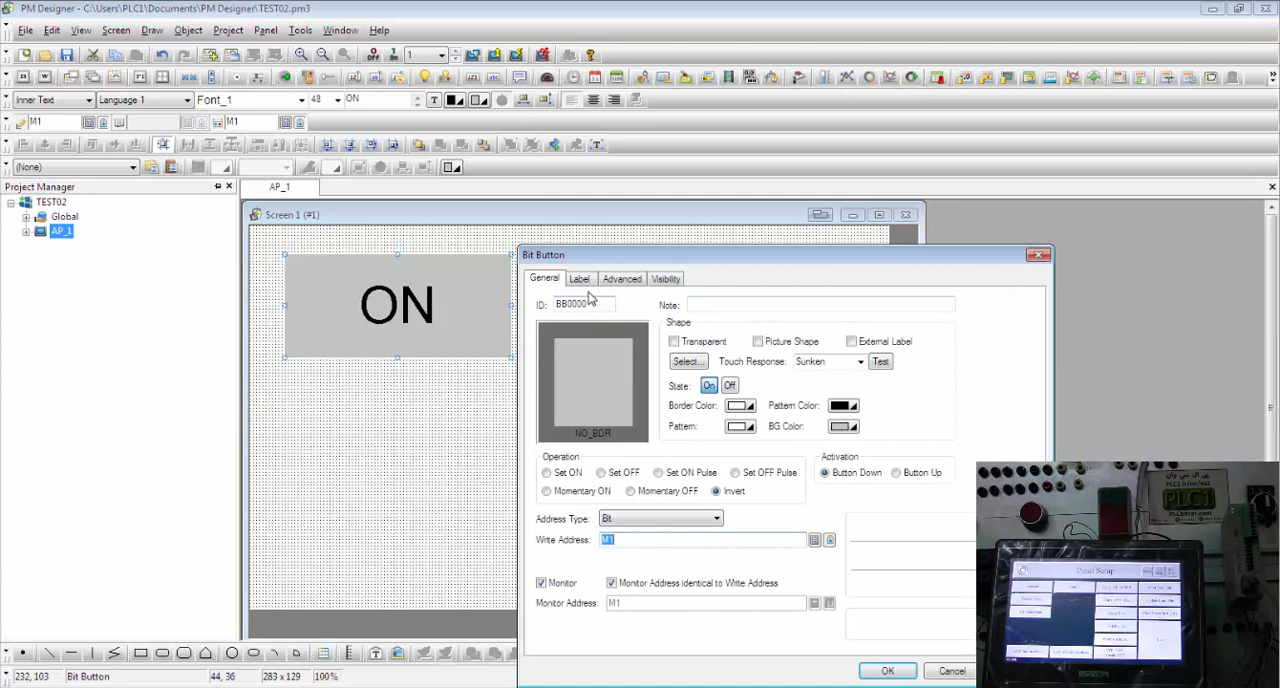 PM Designer - C:\Users\PLC1\Documents\PM Designer\TEST02.pm3
File Edit View Screen Draw Object Project Panel Tools Window Help
1
Inner Text Language 1 Font_1 48 ON
M1 M1
(None)
Project Manager
AP_1
TEST02
Global
AP_1
Screen 1 (#1)
ON
Bit Button
General Label Advanced Visibility
ID: BB0000 Note:
Shape
Transparent Picture Shape External Label
Select... Touch Response: Sunken Test
State: On Off
Border Color: Pattern Color:
Pattern: BG Color:
NO_BDR
Operation
Set ON Set OFF Set ON Pulse Set OFF Pulse
Momentary ON Momentary OFF Invert
Activation
Button Down Button Up
Address Type: Bit
Write Address: M1
Monitor Monitor Address identical to Write Address
Monitor Address: M1
OK Cancel
232, 103 Bit Button 44, 36 283 x 129 100%
PLC1
Panel Setup